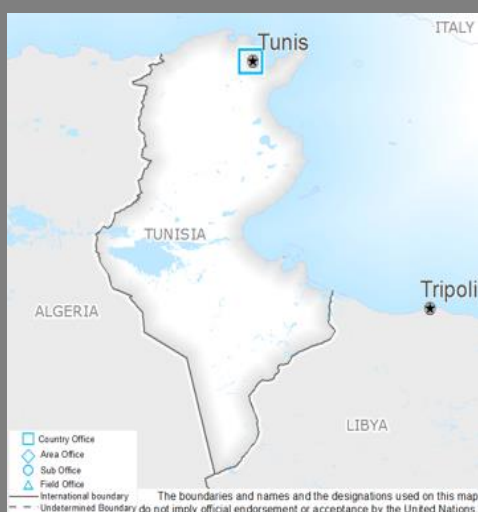 ITALY
Tunis
TUNISIA
Tripoli
ALGERIA
LIBYA
Country Office
Area Office
Sub Office
Field Office
International boundary
Undetermined Boundary
The boundaries and names and the designations used on this map
do not imply official endorsement or acceptance by the United Nations.